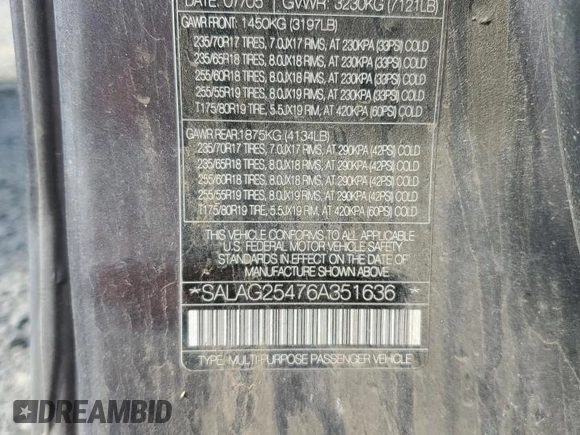 DATE: 07/05 GVWR: 3230KG (7121LB)
GAWR FRONT: 1450KG (3197LB)
235/70R17 TIRES, 7.0JX17 RIMS, AT 230KPA (33PSI) COLD
235/65R18 TIRES, 8.0JX18 RIMS, AT 230KPA (33PSI) COLD
255/60R18 TIRES, 8.0JX18 RIMS, AT 230KPA (33PSI) COLD
255/55R19 TIRES, 8.0JX19 RIMS, AT 230KPA (33PSI) COLD
T175/80R19 TIRE, 5.5JX19 RIM, AT 420KPA (60PSI) COLD
GAWR REAR: 1875KG (4134LB)
235/70R17 TIRES, 7.0JX17 RIMS, AT 290KPA (42PSI) COLD
235/65R18 TIRES, 8.0JX18 RIMS, AT 290KPA (42PSI) COLD
255/60R18 TIRES, 8.0JX18 RIMS, AT 290KPA (42PSI) COLD
255/55R19 TIRES, 8.0JX19 RIMS, AT 290KPA (42PSI) COLD
T175/80R19 TIRE, 5.5JX19 RIM, AT 420KPA (60PSI) COLD
THIS VEHICLE CONFORMS TO ALL APPLICABLE
U.S. FEDERAL MOTOR VEHICLE SAFETY
STANDARDS IN EFFECT ON THE DATE OF
MANUFACTURE SHOWN ABOVE.
*SALAG25476A351636*
TYPE: MULTI-PURPOSE PASSENGER VEHICLE
DREAMBID